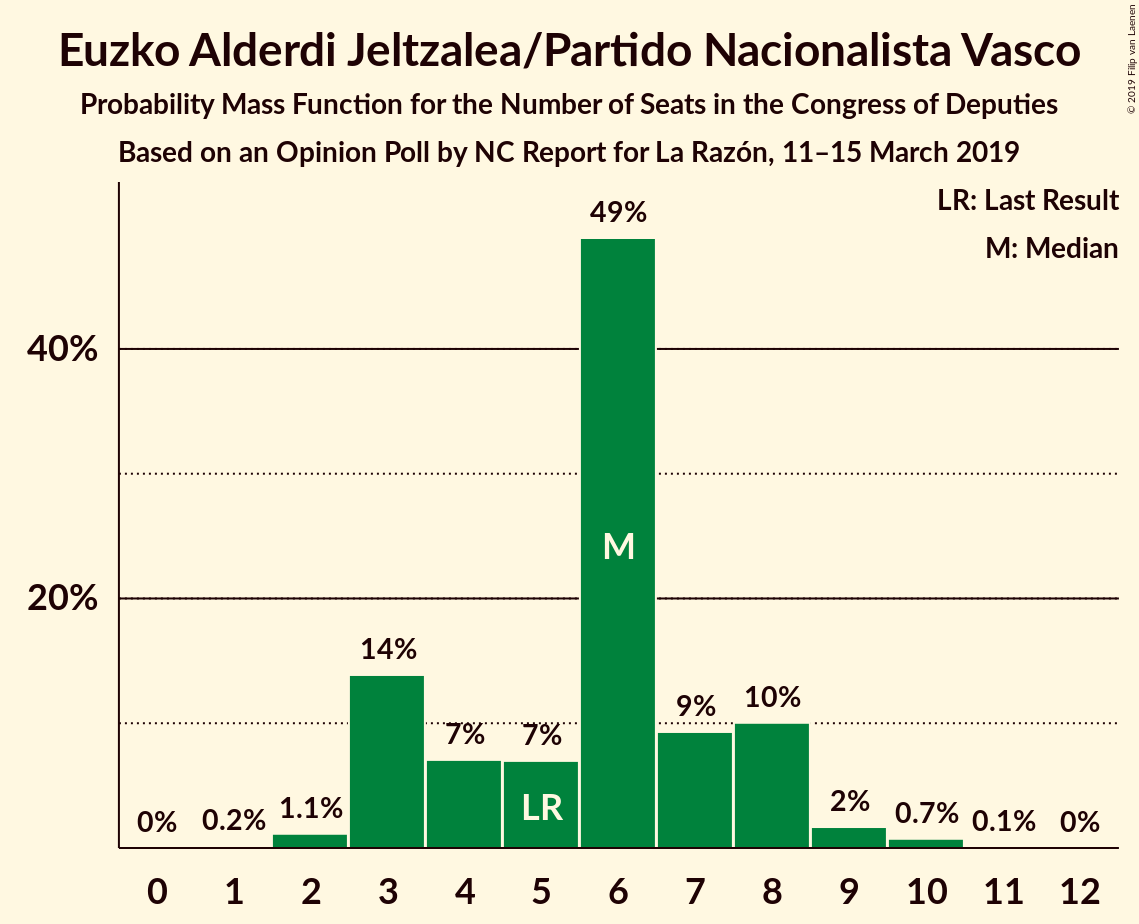 Euzko Alderdi Jeltzalea/Partido Nacionalista Vasco
Probability Mass Function for the Number of Seats in the Congress of Deputies
Based on an Opinion Poll by NC Report for La Razón, 11–15 March 2019
© 2019 Filip van Laenen
LR: Last Result
M: Median
40%
20%
0%
0.2%
1.1%
14%
7%
7%
49%
9%
10%
2%
0.7%
0.1%
0%
M
LR
0 1 2 3 4 5 6 7 8 9 10 11 12